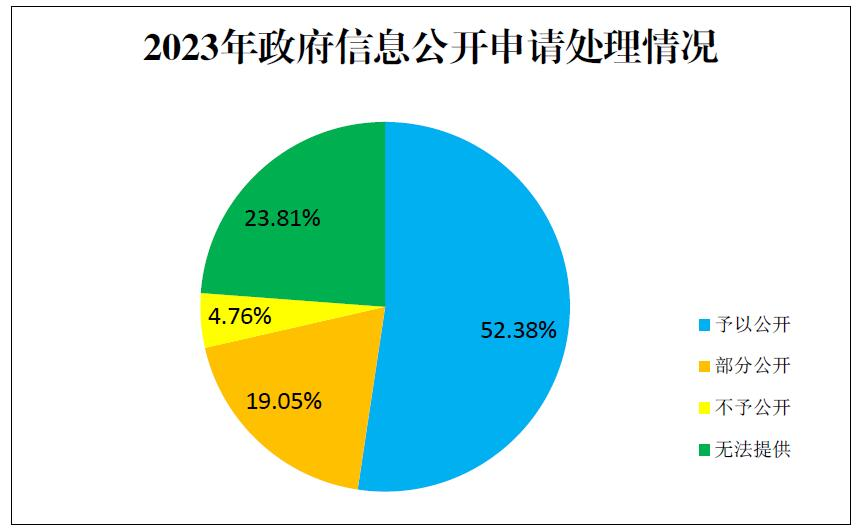 2023年政府信息公开申请处理情况
23.81%
4.76%
52.38%
19.05%
予以公开
部分公开
不予公开
无法提供